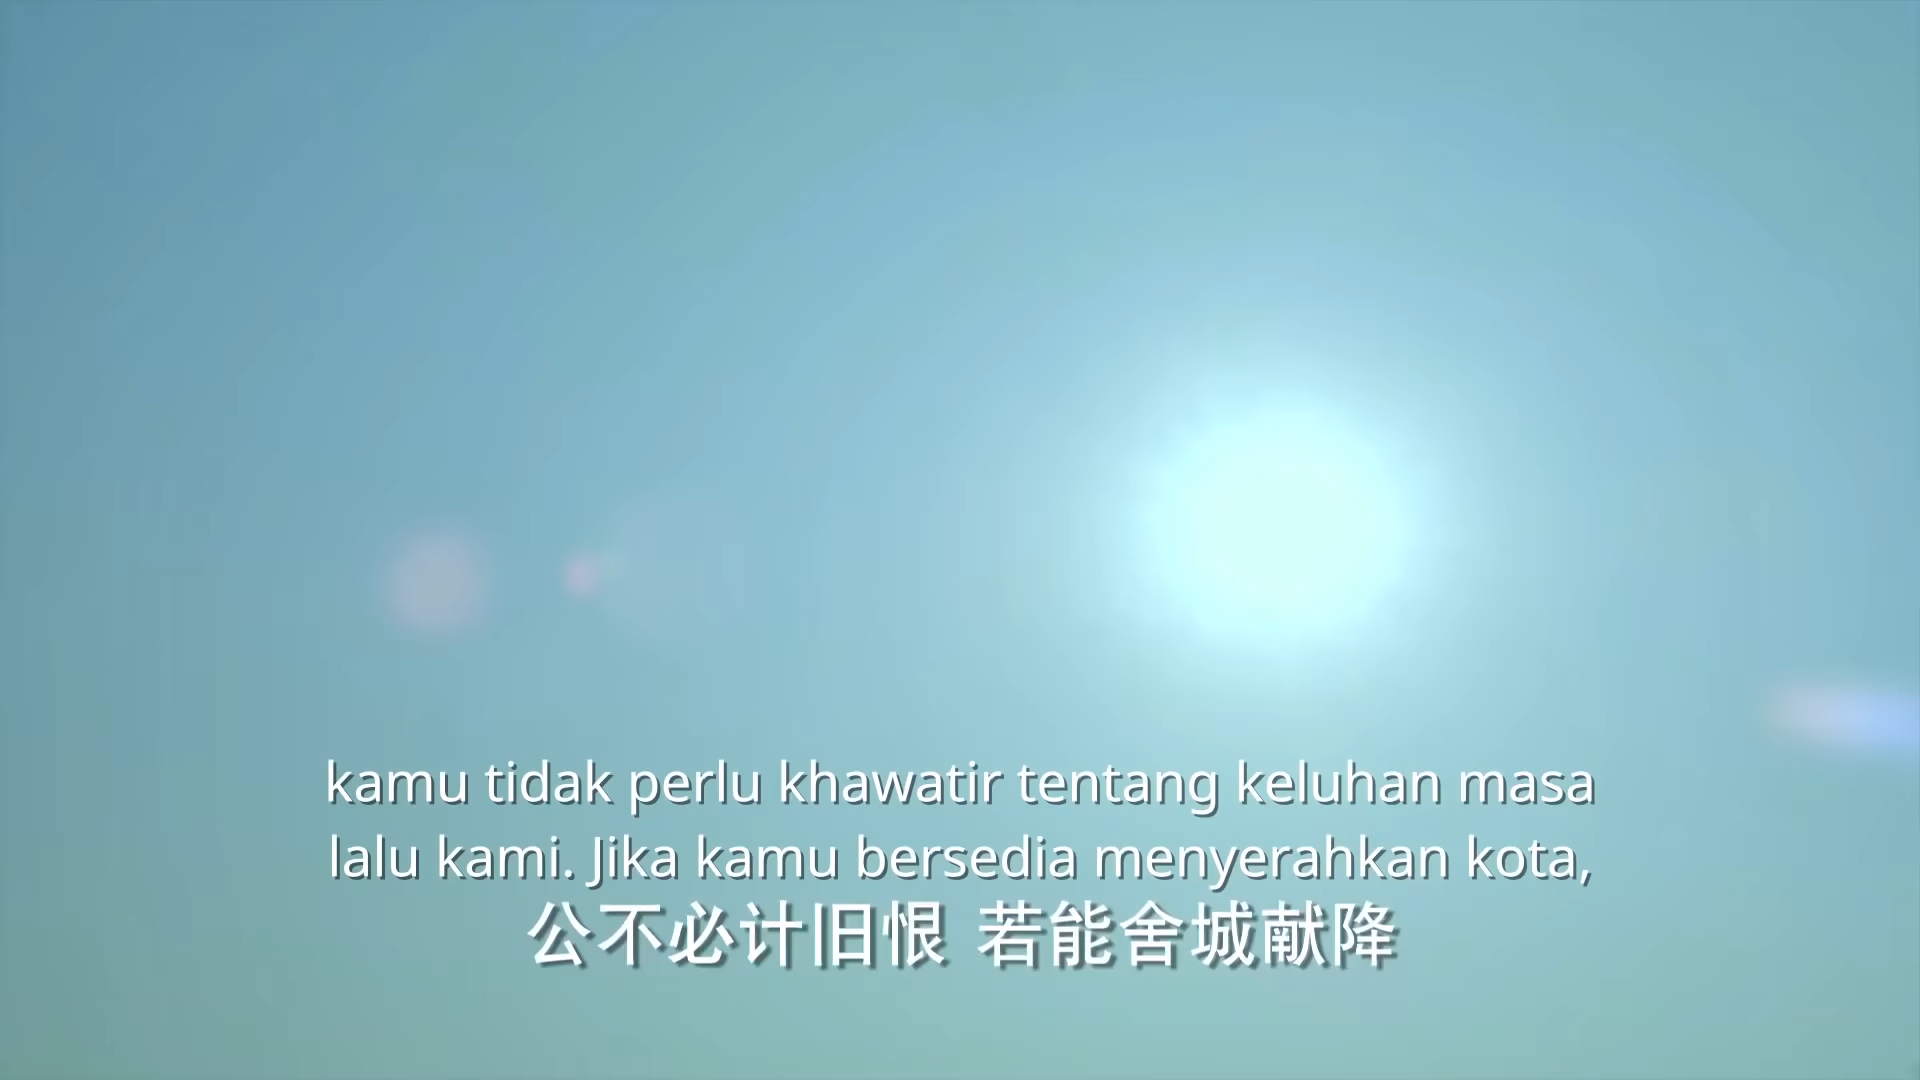 kamu tidak perlu khawatir tentang keluhan masa
lalu kami. Jika kamu bersedia menyerahkan kota,
公不必计旧恨 若能舍城献降